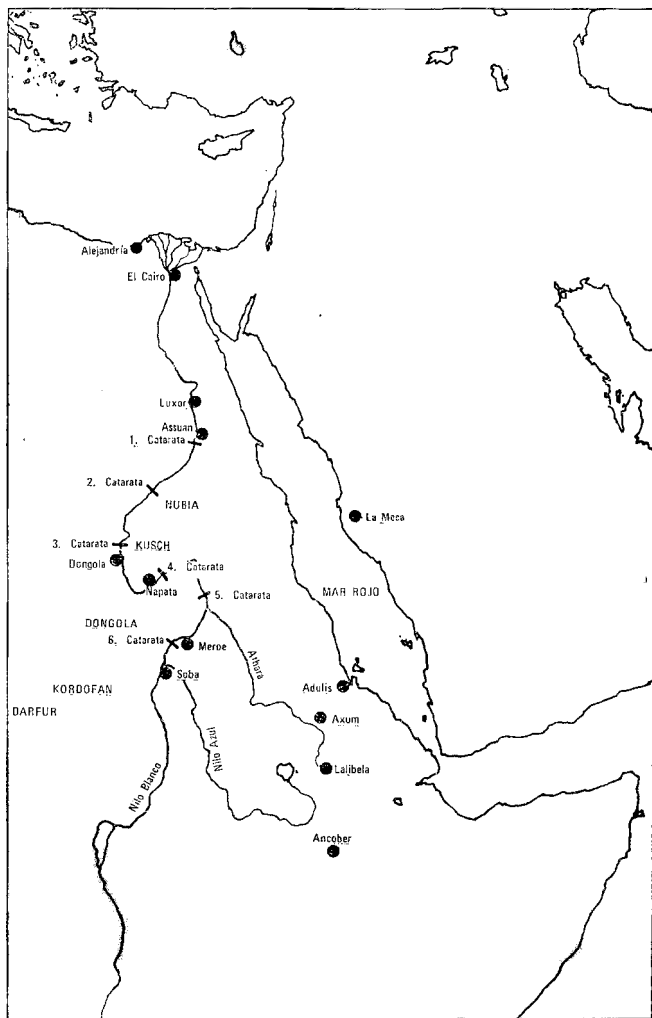 Alejandría
El Cairo
Luxor
Assuan
1. Catarata
2. Catarata
NUBIA
La Meca
3. Catarata
KUSCH
Dongola
4. Catarata
Napata
5. Catarata
MAR ROJO
DONGOLA
6. Catarata
Meroe
Atbara
Soba
KORDOFAN
Adulis
DARFUR
Axum
Nilo Azul
Lalibela
Nilo Blanco
Ancober